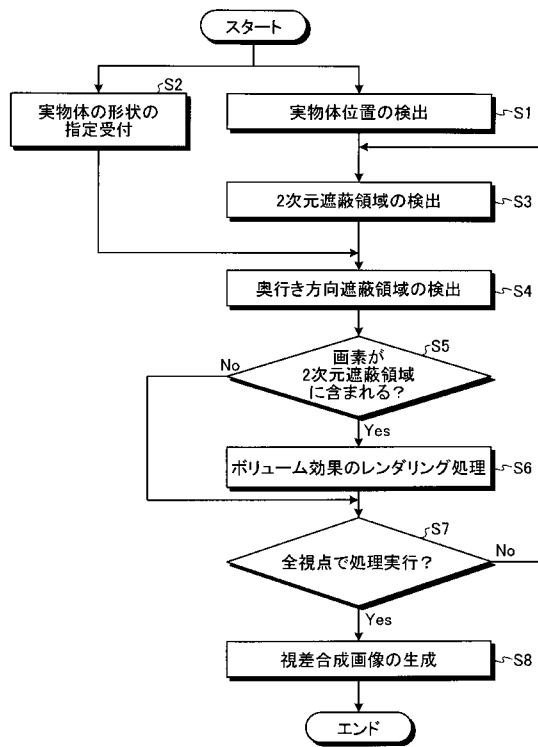 スタート
S2
実物体の形状の
指定受付
実物体位置の検出
S1
2次元遮蔽領域の検出
S3
奥行き方向遮蔽領域の検出
S4
S5
画素が
2次元遮蔽領域
に含まれる?
No
Yes
ボリューム効果のレンダリング処理
S6
S7
全視点で処理実行?
No
Yes
視差合成画像の生成
S8
エンド